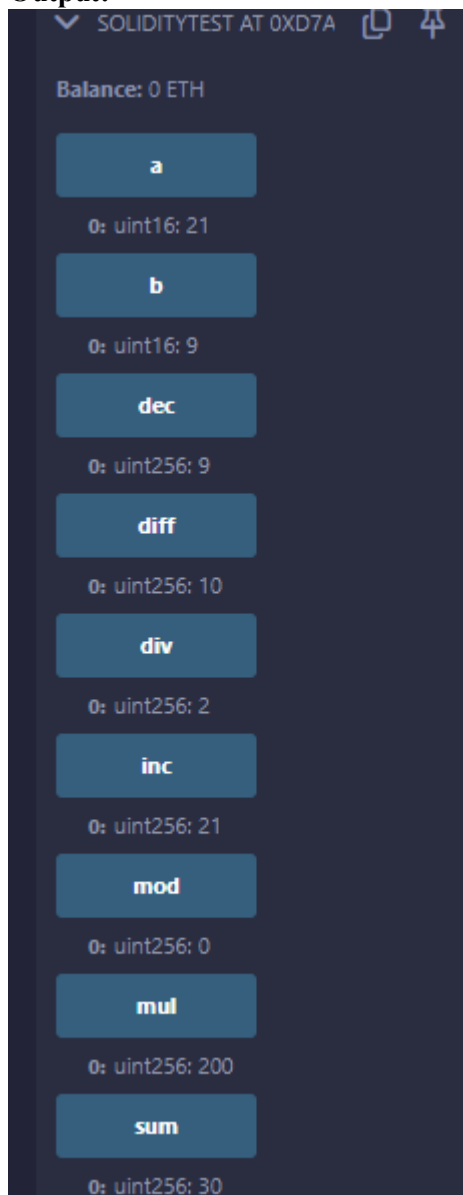 Output:
SOLIDITYTEST AT 0XD7A
Balance: 0 ETH
a
0: uint16: 21
b
0: uint16: 9
dec
0: uint256: 9
diff
0: uint256: 10
div
0: uint256: 2
inc
0: uint256: 21
mod
0: uint256: 0
mul
0: uint256: 200
sum
0: uint256: 30